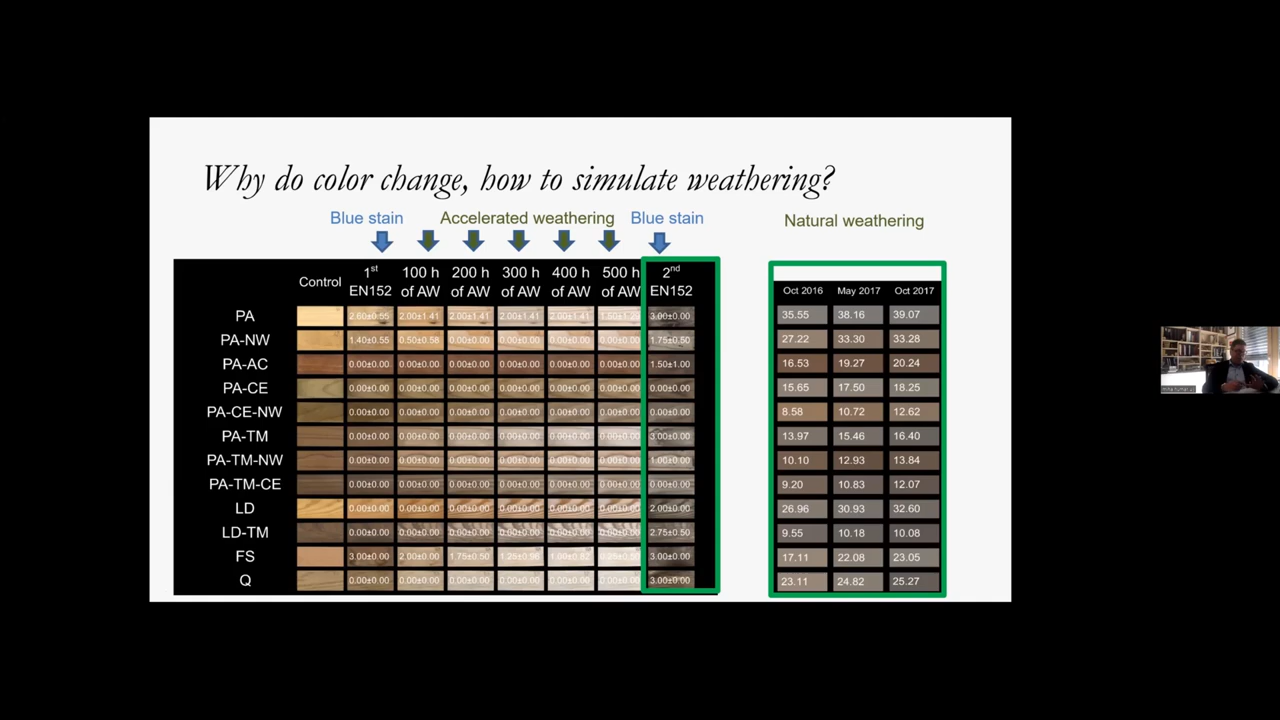 Why do color change, how to simulate weathering?
Blue stain Accelerated weathering Blue stain Natural weathering
Control 1st EN152 100 h of AW 200 h of AW 300 h of AW 400 h of AW 500 h of AW 2nd EN152 Oct 2016 May 2017 Oct 2017
PA 2.60±0.55 2.00±1.41 2.00±1.41 2.00±1.41 2.00±1.41 3.00±0.00 35.55 38.16 39.07
PA-NW 1.40±0.55 0.50±0.58 0.00±0.00 0.00±0.00 0.00±0.00 0.00±0.00 1.75±0.50 27.22 33.30 33.28
PA-AC 0.00±0.00 0.00±0.00 0.00±0.00 0.00±0.00 0.00±0.00 0.00±0.00 1.50±1.00 16.53 19.27 20.24
PA-CE 0.00±0.00 0.00±0.00 0.00±0.00 0.00±0.00 0.00±0.00 0.00±0.00 0.00±0.00 15.65 17.50 18.25
PA-CE-NW 0.00±0.00 0.00±0.00 0.00±0.00 0.00±0.00 0.00±0.00 0.00±0.00 0.00±0.00 8.58 10.72 12.62
PA-TM 0.00±0.00 0.00±0.00 0.00±0.00 0.00±0.00 0.00±0.00 0.00±0.00 3.00±0.00 13.97 15.46 16.40
PA-TM-NW 0.00±0.00 0.00±0.00 0.00±0.00 0.00±0.00 0.00±0.00 0.00±0.00 1.00±0.00 10.10 12.93 13.84
PA-TM-CE 0.00±0.00 0.00±0.00 0.00±0.00 0.00±0.00 0.00±0.00 0.00±0.00 0.00±0.00 9.20 10.83 12.07
LD 0.00±0.00 0.00±0.00 0.00±0.00 0.00±0.00 0.00±0.00 0.00±0.00 2.00±0.00 26.96 30.93 32.60
LD-TM 0.00±0.00 0.00±0.00 0.00±0.00 0.00±0.00 0.00±0.00 0.00±0.00 2.75±0.50 9.55 10.18 10.08
FS 3.00±0.00 2.00±0.00 1.75±0.50 3.00±0.00 17.11 22.08 23.05
Q 0.00±0.00 0.00±0.00 0.00±0.00 0.00±0.00 0.00±0.00 0.00±0.00 3.00±0.00 23.11 24.82 25.27